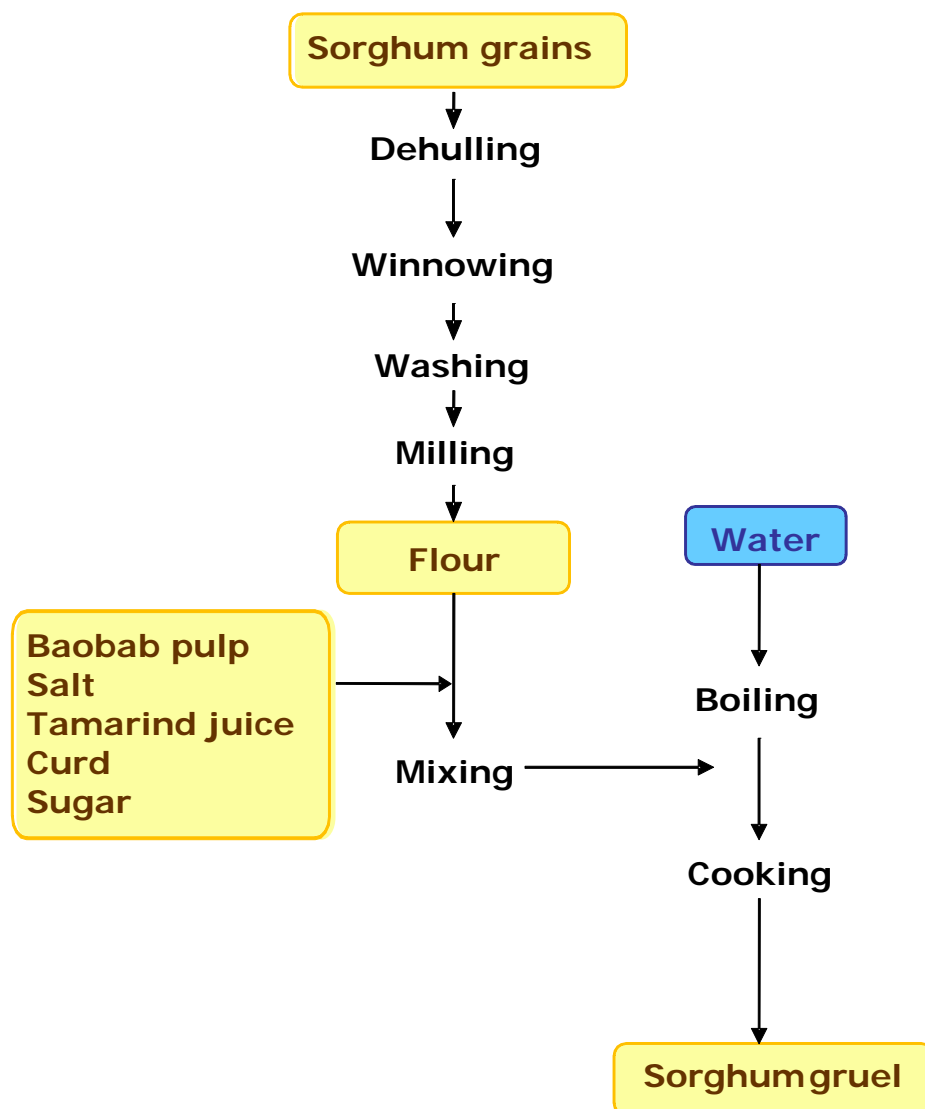 Sorghum grains
Dehulling
Winnowing
Washing
Milling
Flour
Water
Baobab pulp
Salt
Tamarind juice
Curd
Sugar
Boiling
Mixing
Cooking
Sorghum gruel